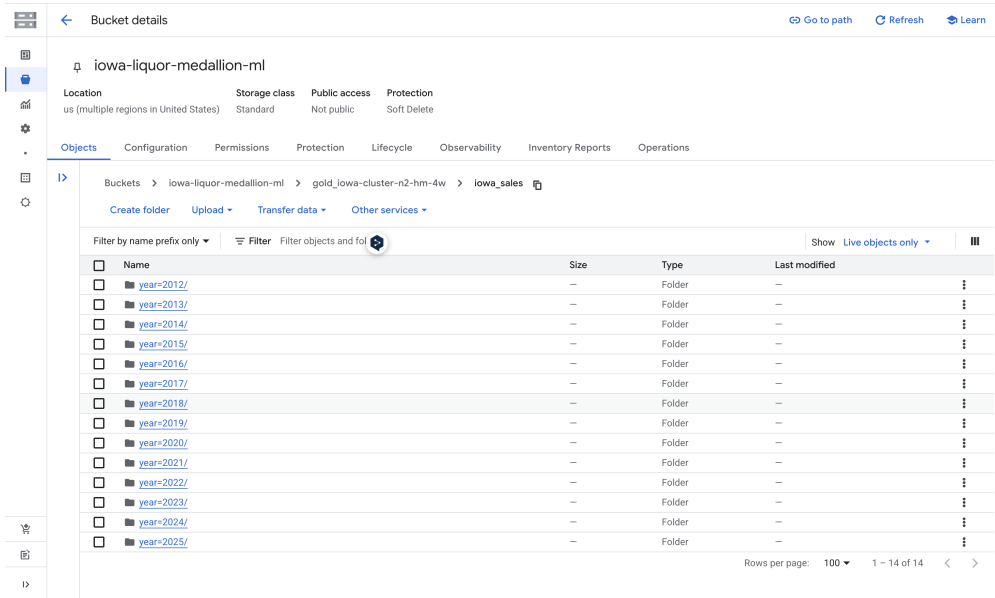 Bucket details
Go to path Refresh Learn
iowa-liquor-medallion-ml
Location Storage class Public access Protection
us (multiple regions in United States) Standard Not public Soft Delete
Objects Configuration Permissions Protection Lifecycle Observability Inventory Reports Operations
Buckets > iowa-liquor-medallion-ml > gold_iowa-cluster-n2-hm-4w > iowa_sales
Create folder Upload Transfer data Other services
Filter by name prefix only Filter Filter objects and fol Show Live objects only
Name Size Type Last modified
year=2012/ — Folder —
year=2013/ — Folder —
year=2014/ — Folder —
year=2015/ — Folder —
year=2016/ — Folder —
year=2017/ — Folder —
year=2018/ — Folder —
year=2019/ — Folder —
year=2020/ — Folder —
year=2021/ — Folder —
year=2022/ — Folder —
year=2023/ — Folder —
year=2024/ — Folder —
year=2025/ — Folder —
Rows per page: 100 1 – 14 of 14